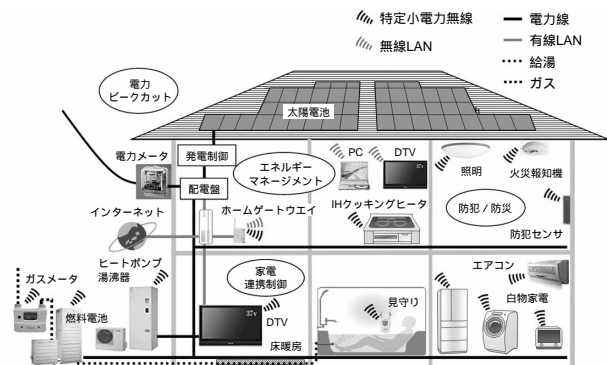 特定小電力無線
無線LAN
電力線
有線LAN
給湯
ガス
電力
ピークカット
太陽電池
電力メータ
発電制御
配電盤
エネルギー
マネージメント
PC
DTV
37v
照明
火災報知機
インターネット
ホームゲートウエイ
IHクッキングヒータ
防犯 / 防災
防犯センサ
ガスメータ
ヒートポンプ
湯沸器
燃料電池
家電
連携制御
37v
DTV
床暖房
見守り
エアコン
白物家電